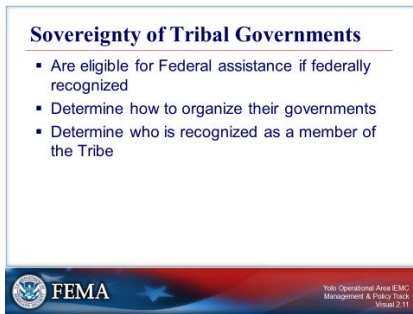 Sovereignty of Tribal Governments
▪ Are eligible for Federal assistance if federally
recognized
▪ Determine how to organize their governments
▪ Determine who is recognized as a member of
the Tribe
FEMA
Yolo Operational Area IEMC
Management & Policy Track
Visual 2.11